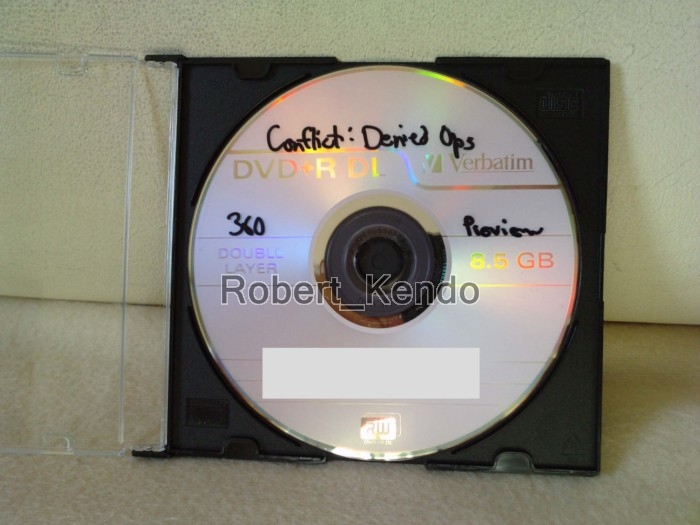 Conflict: Denied Ops
DVD+R DL
Verbatim
360
Preview
DOUBLE
LAYER
8.5 GB
Robert_Kendo
RW